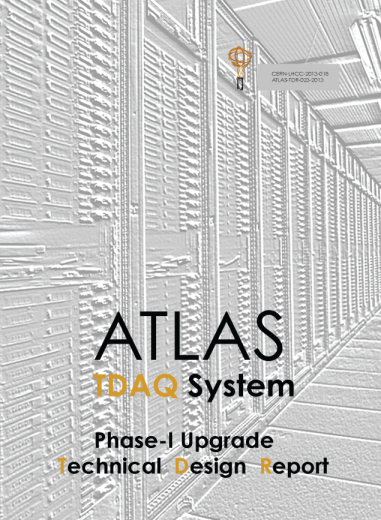 CERN-LHCC-2013-018
ATLAS-TDR-023-2013
ATLAS
TDAQ System
Phase-I Upgrade
Technical Design Report